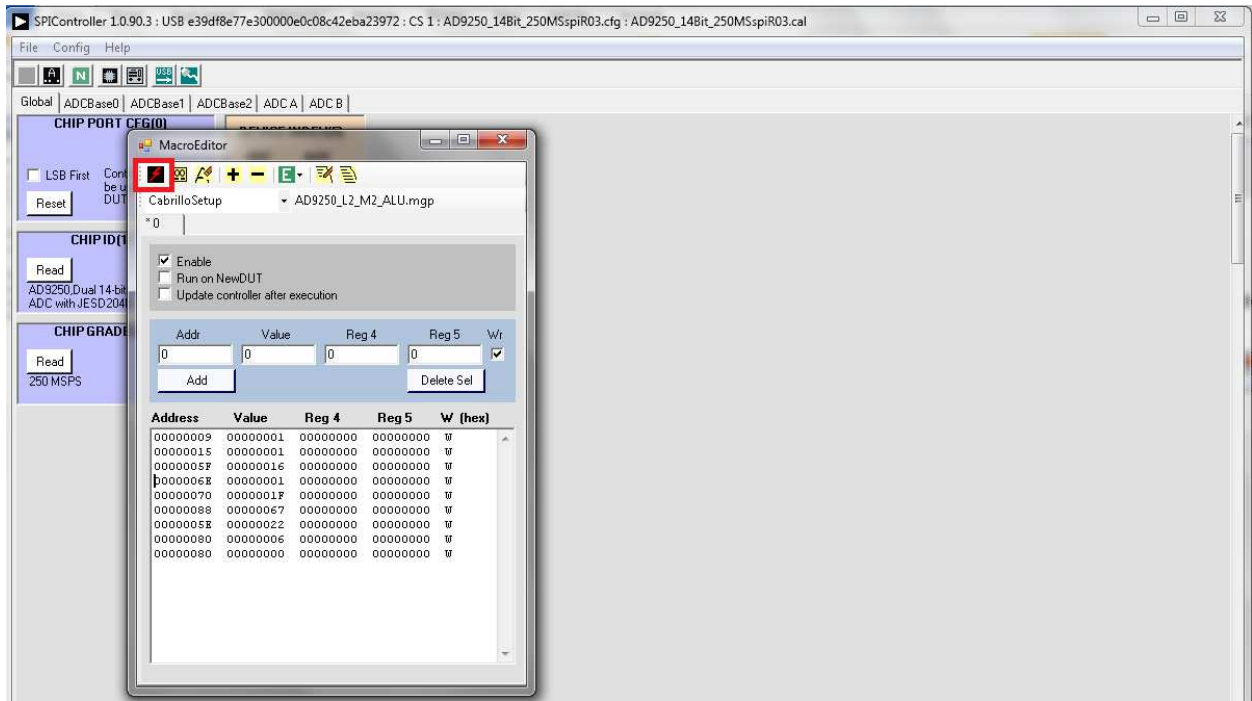 SPIController 1.0.90.3 : USB e39df8e77e300000e0c08c42eba23972 : CS 1 : AD9250_14Bit_250MSspiR03.cfg : AD9250_14Bit_250MSspiR03.cal
File Config Help
Global ADCBase0 ADCBase1 ADCBase2 ADC A ADC B
CHIP PORT CFG(0)
LSB First
Cont
be u
DUT
Reset
CHIP ID(1
Read
AD9250,Dual 14-bit
ADC with JESD204
CHIP GRADE
Read
250 MSPS
MacroEditor
CabrilloSetup AD9250_L2_M2_ALU.mgp
* 0
Enable
Run on NewDUT
Update controller after execution
Addr Value Reg 4 Reg 5 Wr
0 0 0 0
Add Delete Sel
Address Value Reg 4 Reg 5 W (hex)
00000009 00000001 00000000 00000000 W
00000015 00000001 00000000 00000000 W
0000005F 00000016 00000000 00000000 W
0000006E 00000001 00000000 00000000 W
00000070 0000001F 00000000 00000000 W
00000088 00000067 00000000 00000000 W
0000005E 00000022 00000000 00000000 W
00000080 00000006 00000000 00000000 W
00000080 00000000 00000000 00000000 W